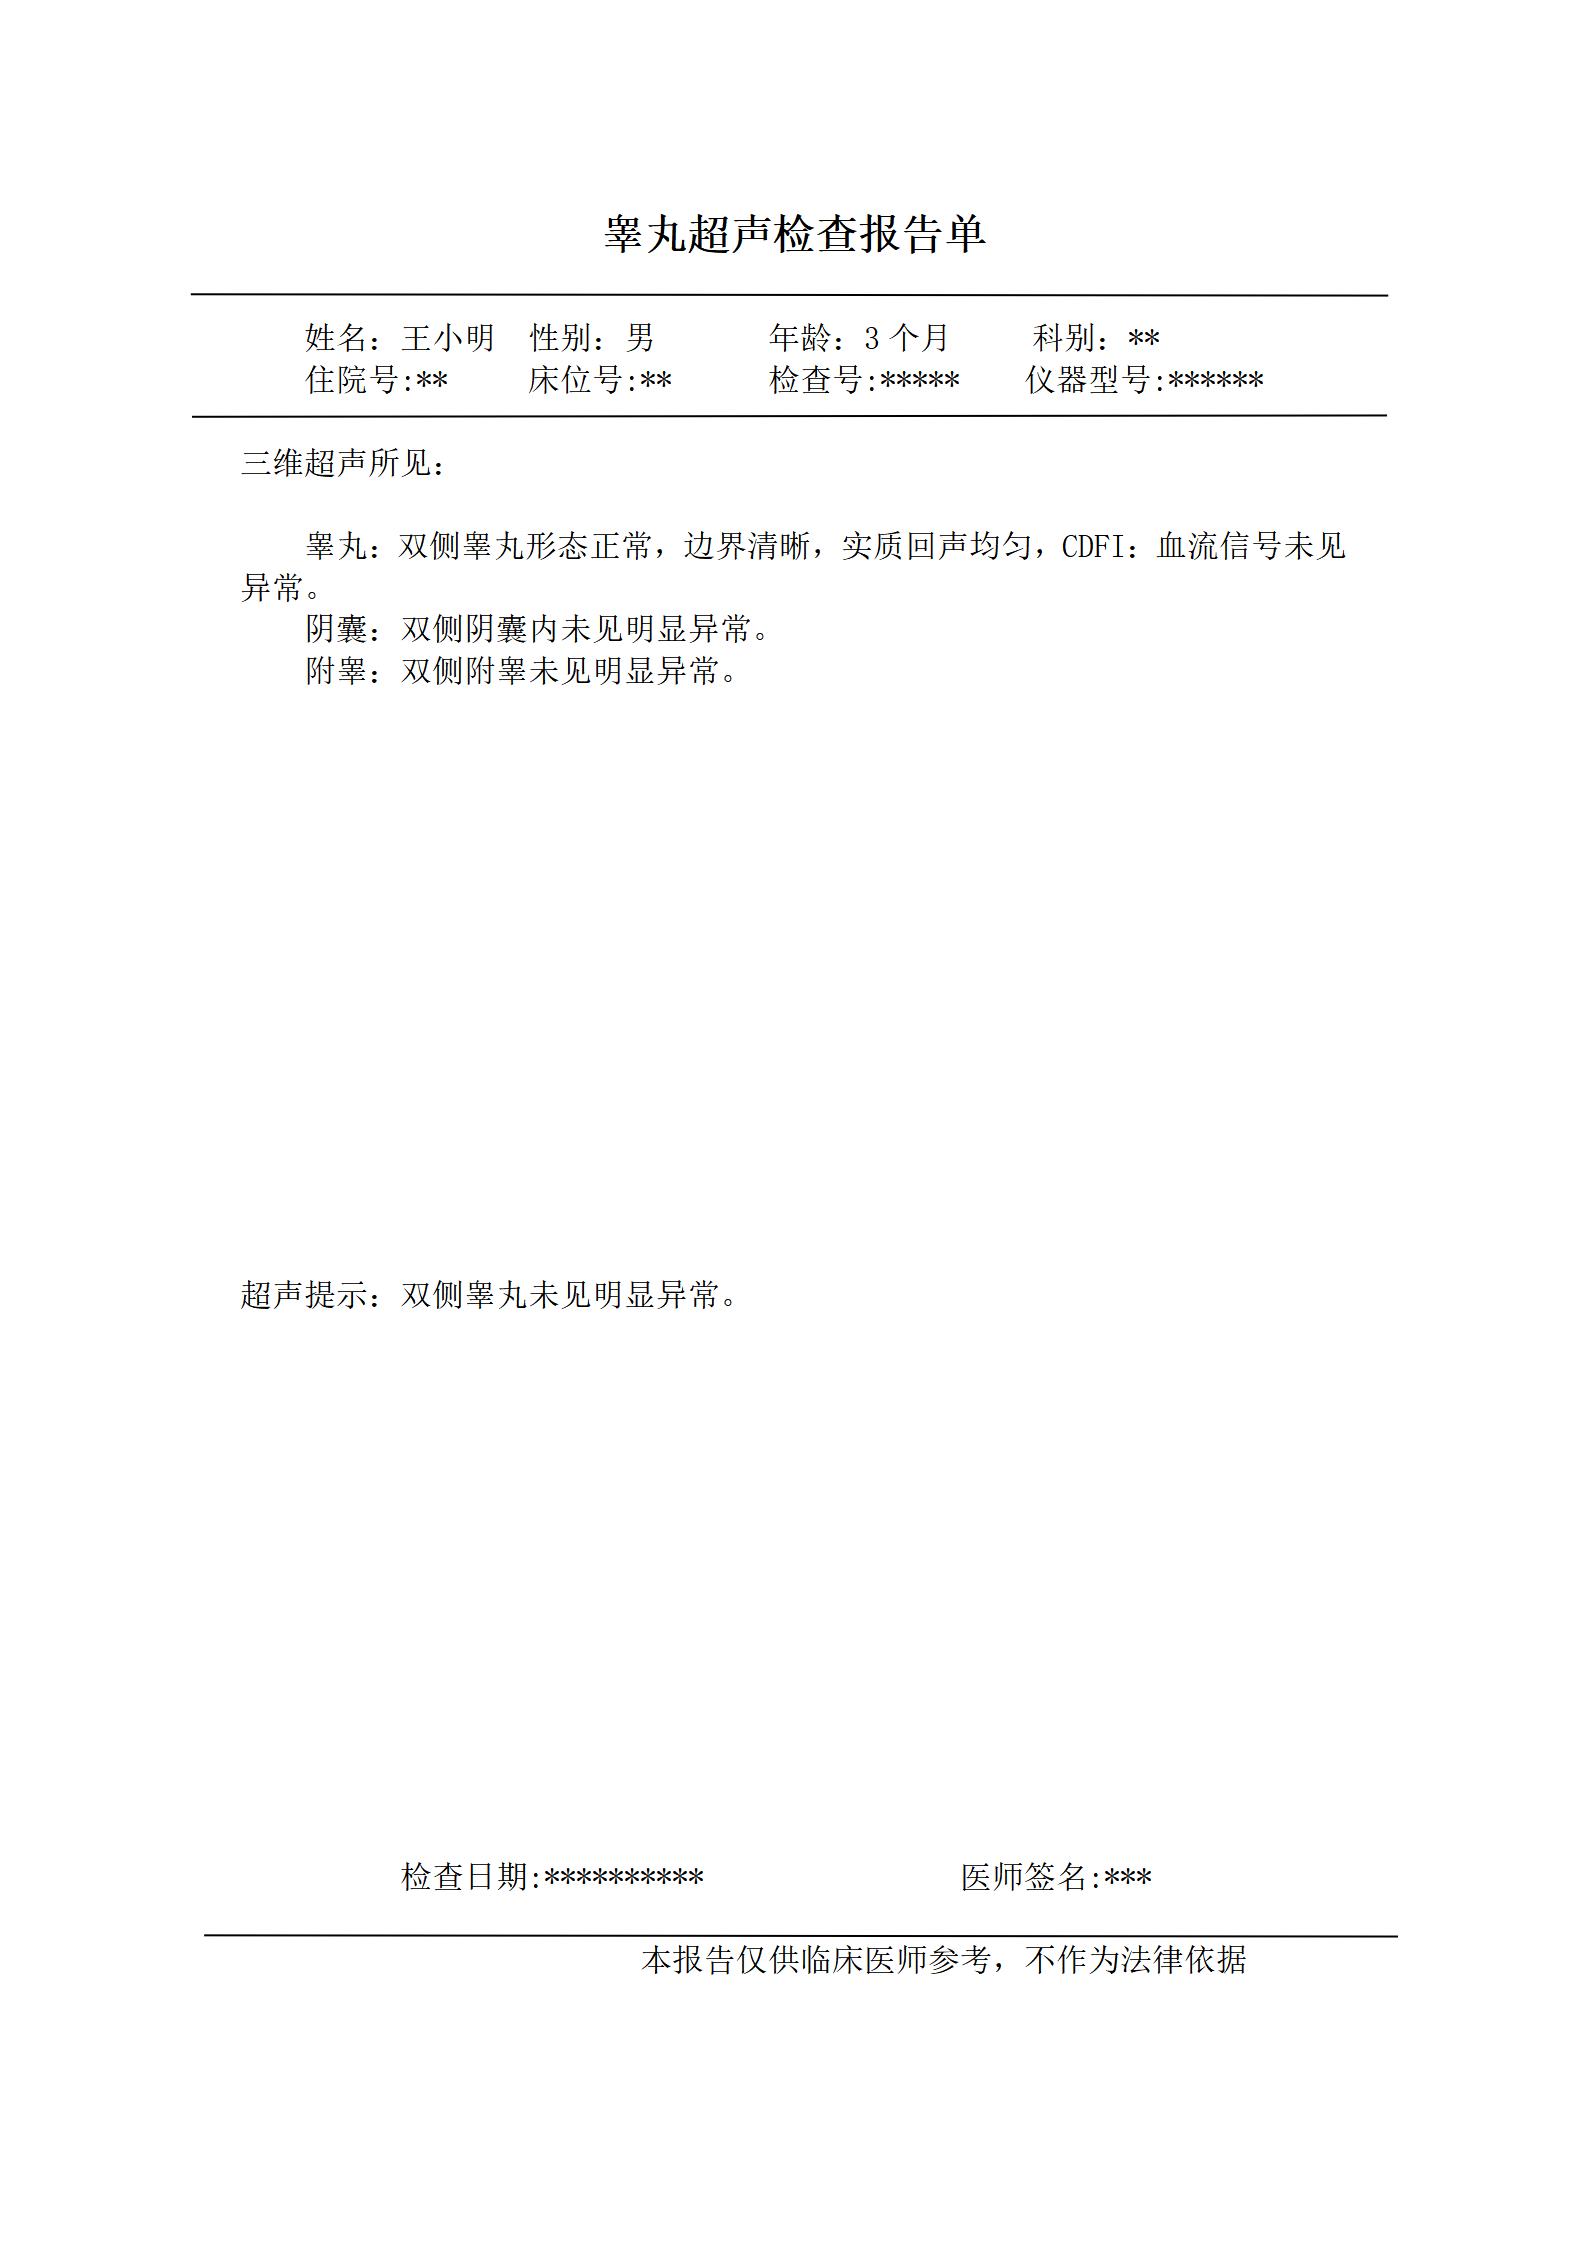 睾丸超声检查报告单
姓名：王小明 性别：男 年龄：3 个月 科别：**
住院号:** 床位号:** 检查号:***** 仪器型号:******
三维超声所见：
睾丸：双侧睾丸形态正常，边界清晰，实质回声均匀，CDFI：血流信号未见
异常。
阴囊：双侧阴囊内未见明显异常。
附睾：双侧附睾未见明显异常。
超声提示：双侧睾丸未见明显异常。
检查日期:********** 医师签名:***
本报告仅供临床医师参考，不作为法律依据